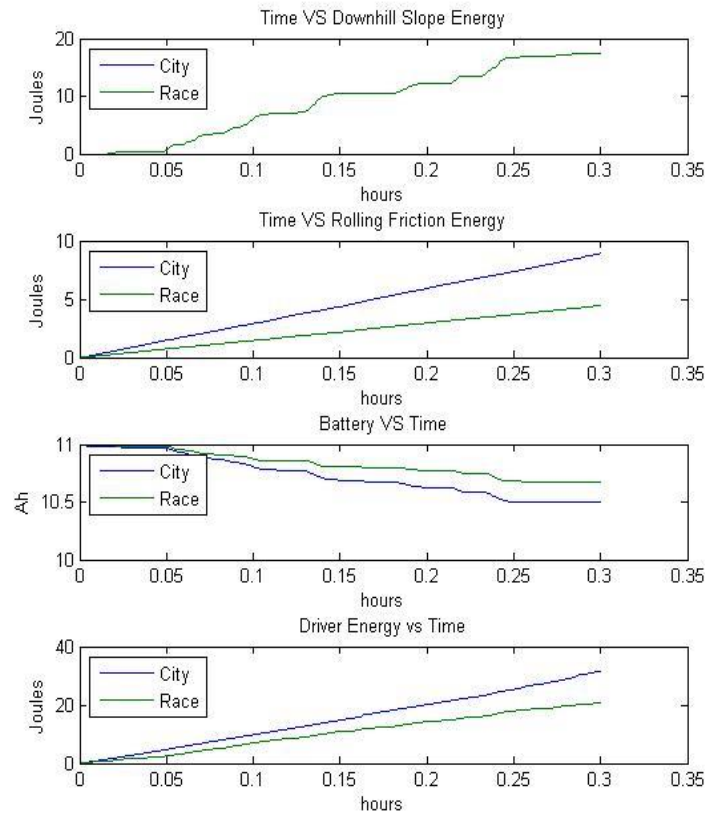 Time VS Downhill Slope Energy
20
10
0
Joules
City
Race
0 0.05 0.1 0.15 0.2 0.25 0.3 0.35
hours
Time VS Rolling Friction Energy
10
5
0
Joules
City
Race
0 0.05 0.1 0.15 0.2 0.25 0.3 0.35
hours
Battery VS Time
11
10.5
10
Ah
City
Race
0 0.05 0.1 0.15 0.2 0.25 0.3 0.35
hours
Driver Energy vs Time
40
20
0
Joules
City
Race
0 0.05 0.1 0.15 0.2 0.25 0.3 0.35
hours